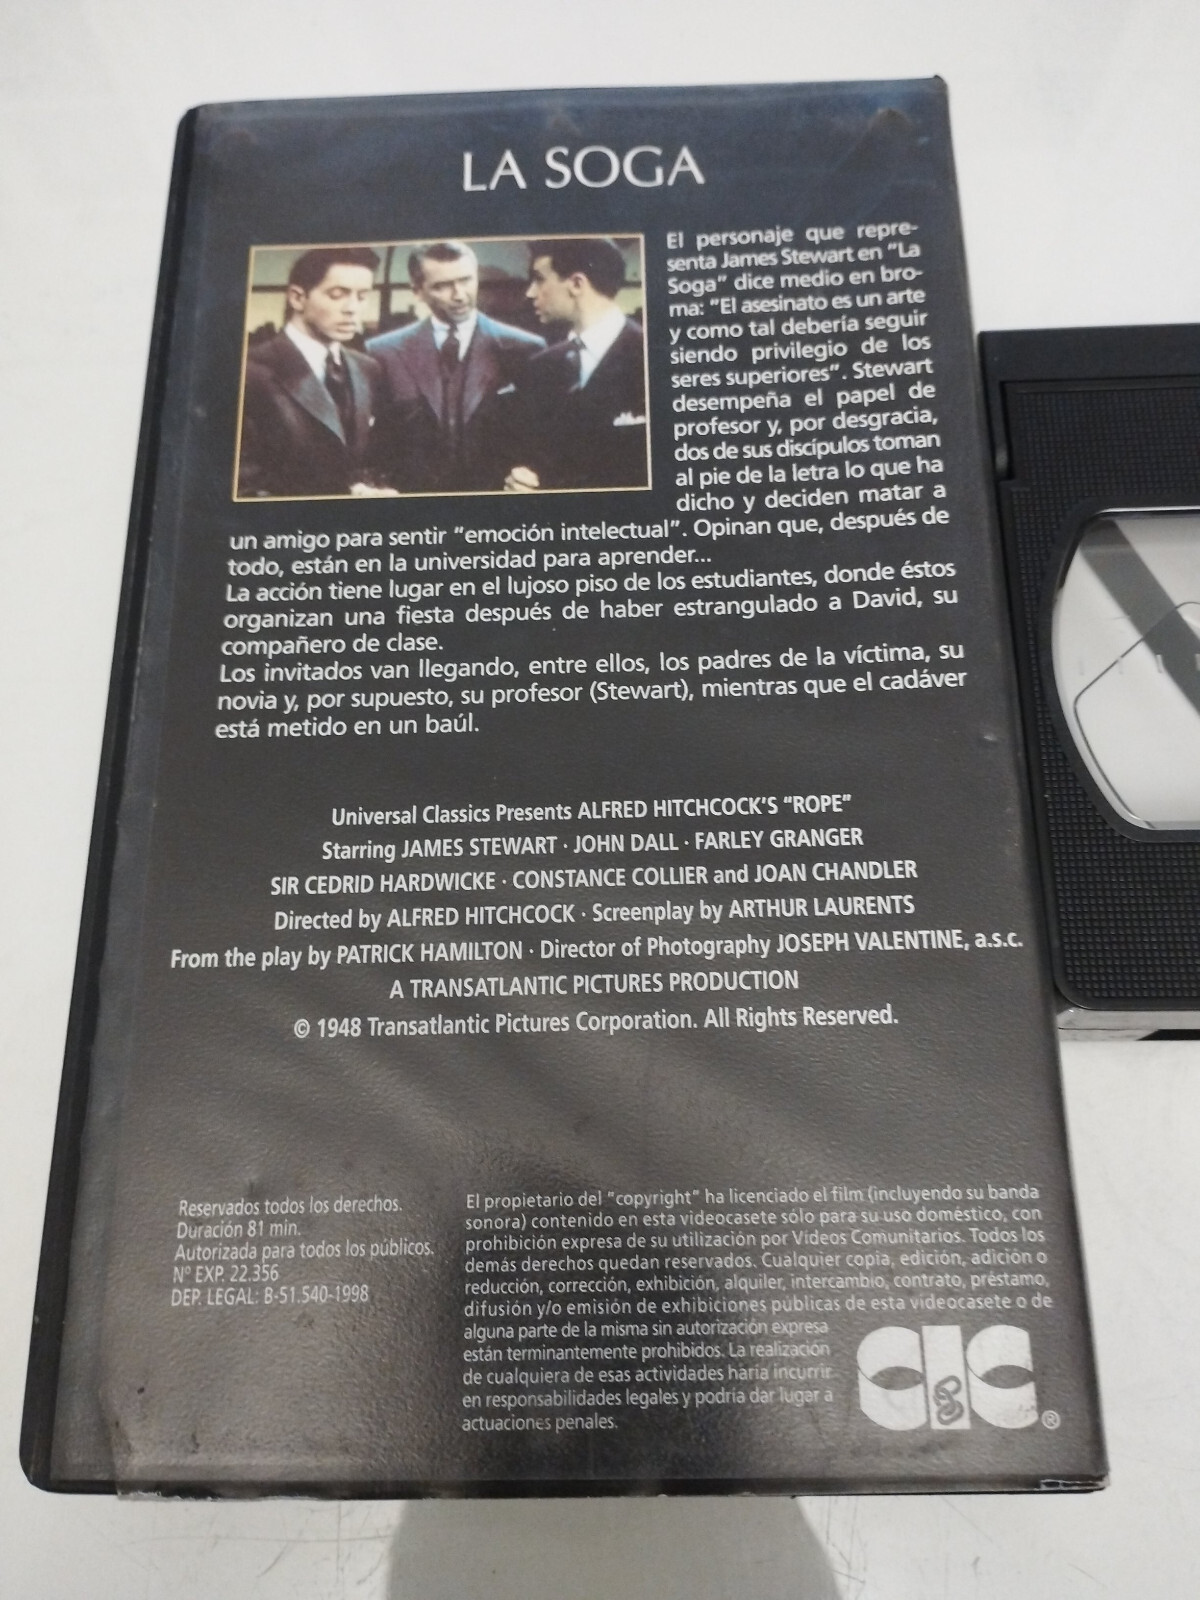 LA SOGA
El personaje que repre-
senta James Stewart en "La
Soga" dice medio en bro-
ma: "El asesinato es un arte
y como tal debería seguir
siendo privilegio de los
seres superiores". Stewart
desempeña el papel de
profesor y, por desgracia,
dos de sus discípulos toman
al pie de la letra lo que ha
dicho y deciden matar a
un amigo para sentir "emoción intelectual". Opinan que, después de
todo, están en la universidad para aprender...
La acción tiene lugar en el lujoso piso de los estudiantes, donde éstos
organizan una fiesta después de haber estrangulado a David, su
compañero de clase.
Los invitados van llegando, entre ellos, los padres de la víctima, su
novia y, por supuesto, su profesor (Stewart), mientras que el cadáver
está metido en un baúl.
Universal Classics Presents ALFRED HITCHCOCK'S "ROPE"
Starring JAMES STEWART · JOHN DALL · FARLEY GRANGER
SIR CEDRID HARDWICKE · CONSTANCE COLLIER and JOAN CHANDLER
Directed by ALFRED HITCHCOCK · Screenplay by ARTHUR LAURENTS
From the play by PATRICK HAMILTON · Director of Photography JOSEPH VALENTINE, a.s.c.
A TRANSATLANTIC PICTURES PRODUCTION
© 1948 Transatlantic Pictures Corporation. All Rights Reserved.
Reservados todos los derechos.
Duración 81 min.
Autorizada para todos los públicos.
Nº EXP. 22.356
DEP. LEGAL: B-51.540-1998
El propietario del "copyright" ha licenciado el film (incluyendo su banda
sonora) contenido en esta videocasete sólo para su uso doméstico, con
prohibición expresa de su utilización por Vídeos Comunitarios. Todos los
demás derechos quedan reservados. Cualquier copia, edición, adición o
reducción, corrección, exhibición, alquiler, intercambio, contrato, préstamo,
difusión y/o emisión de exhibiciones públicas de esta videocasete o de
alguna parte de la misma sin autorización expresa
están terminantemente prohibidos. La realización
de cualquiera de esas actividades haría incurrir
en responsabilidades legales y podría dar lugar a
actuaciones penales.
CIC ®